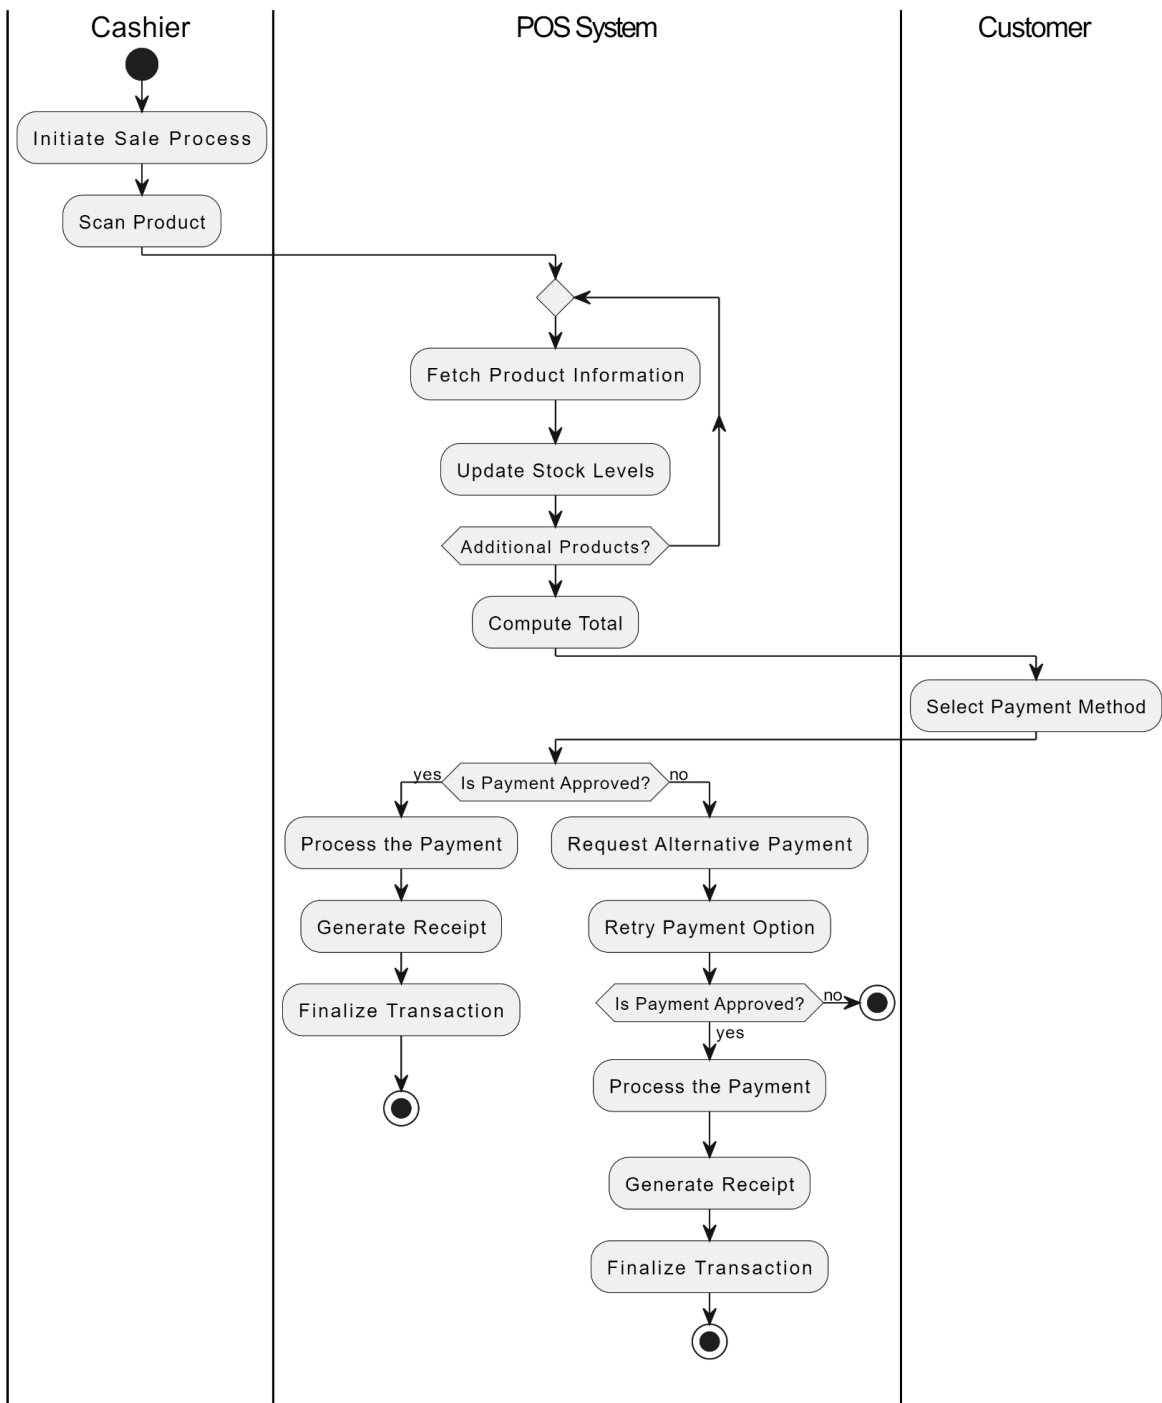 Cashier
POS System
Customer
Initiate Sale Process
Scan Product
Fetch Product Information
Update Stock Levels
Additional Products?
Compute Total
Select Payment Method
yes
Is Payment Approved?
no
Process the Payment
Request Alternative Payment
Generate Receipt
Retry Payment Option
Finalize Transaction
Is Payment Approved?
no
yes
Process the Payment
Generate Receipt
Finalize Transaction